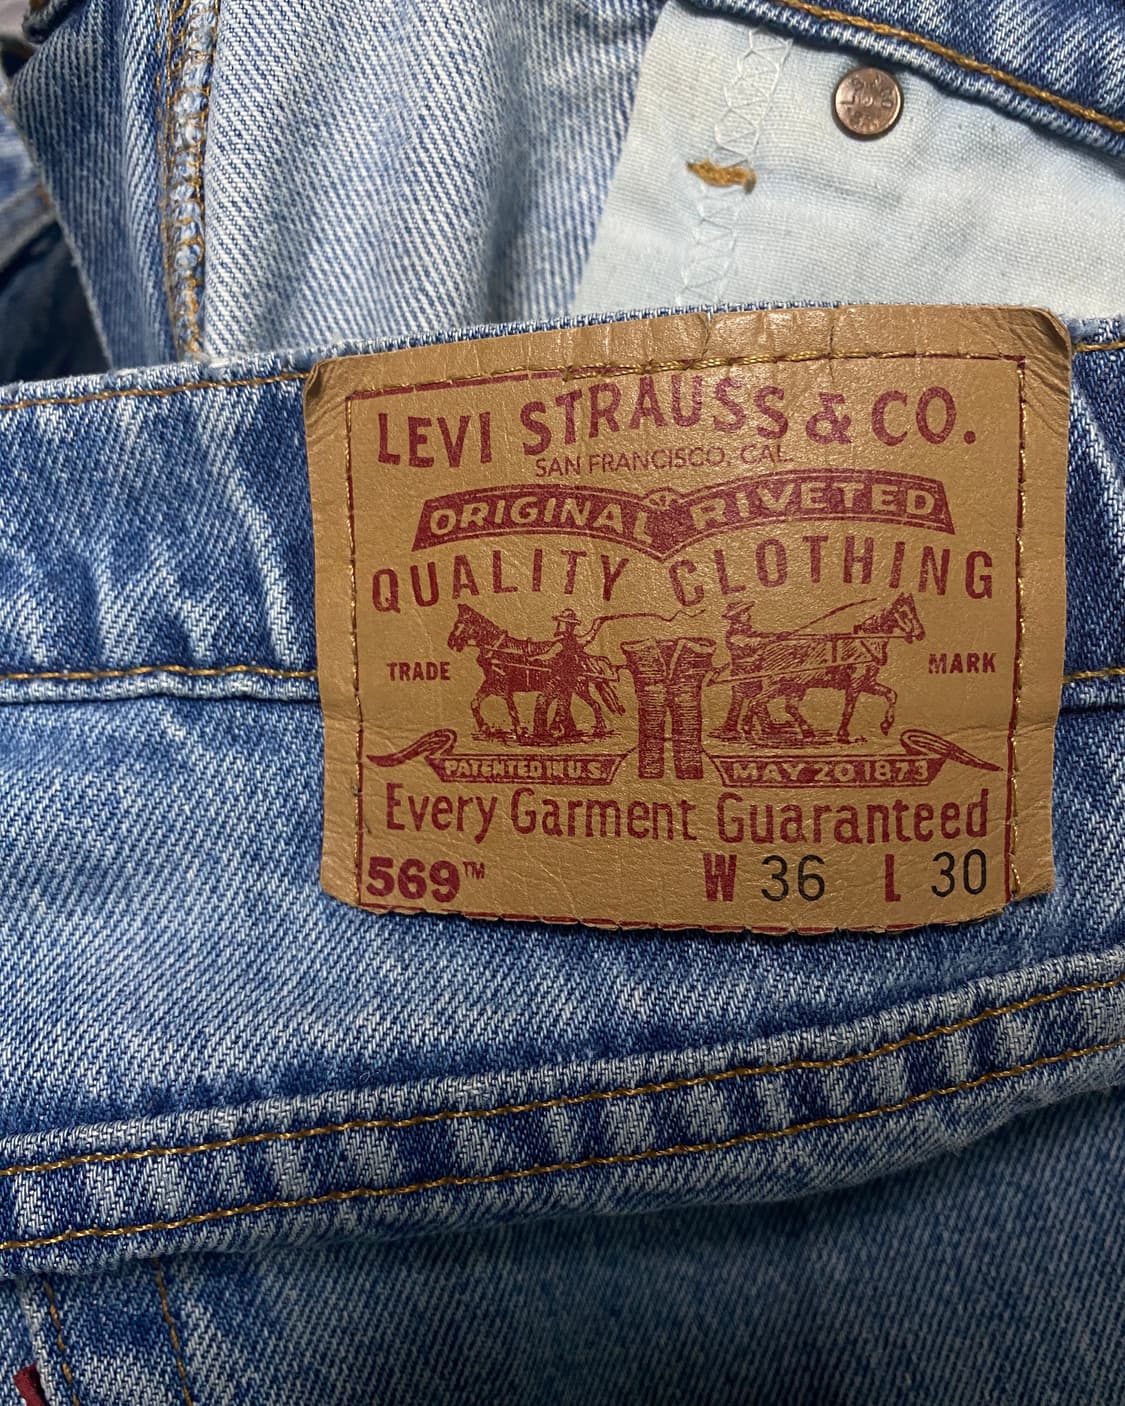 LEVI STRAUSS & CO.
SAN FRANCISCO, CAL.
ORIGINAL RIVETED
QUALITY CLOTHING
TRADE MARK
PATENTED IN U.S. MAY 20 1873
Every Garment Guaranteed
569™ W 36 L 30